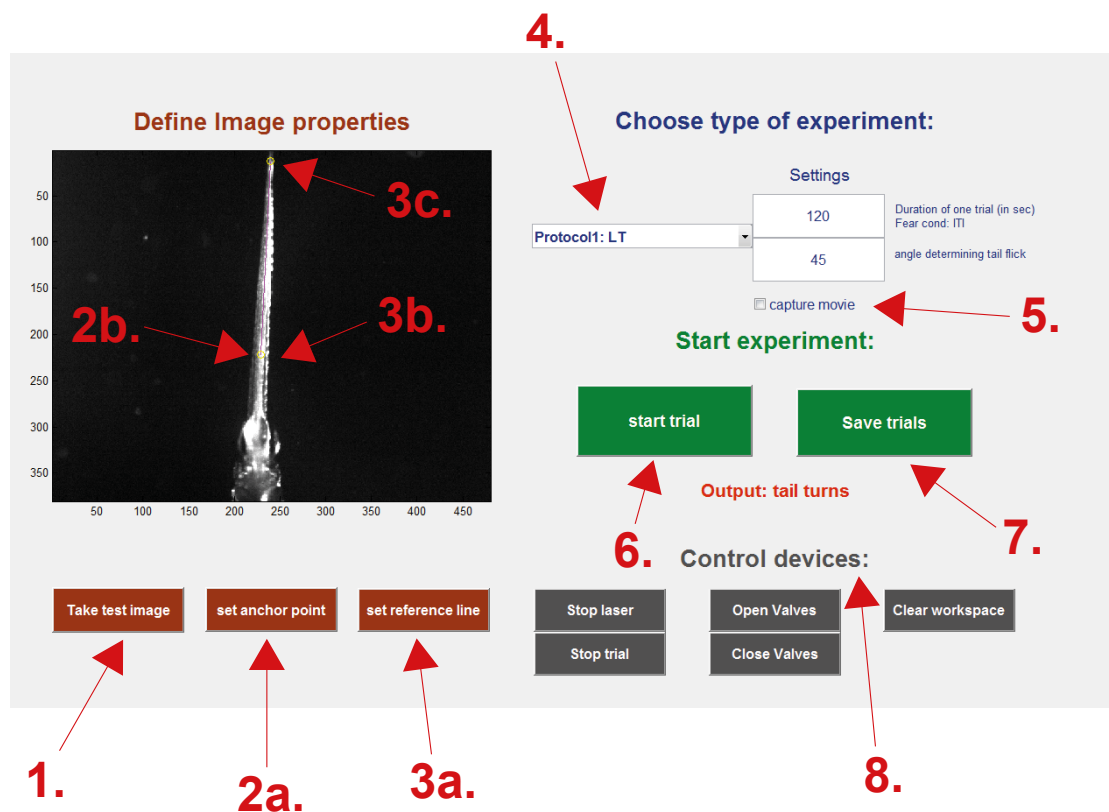 4.
Define Image properties
Choose type of experiment:
Settings
120
Duration of one trial (in sec)
Fear cond: ITI
Protocol1: LT
45
angle determining tail flick
capture movie
5.
Start experiment:
start trial
Save trials
Output: tail turns
6.
7.
Control devices:
50
100
150
200
250
300
350
50 100 150 200 250 300 350 400 450
3c.
2b.
3b.
Take test image
set anchor point
set reference line
Stop laser
Open Valves
Clear workspace
Stop trial
Close Valves
1.
2a.
3a.
8.